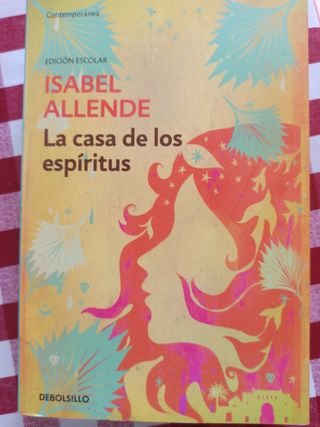 Contemporánea
EDICIÓN ESCOLAR
ISABEL
ALLENDE
La casa de los
espíritus
DEBOLSILLO